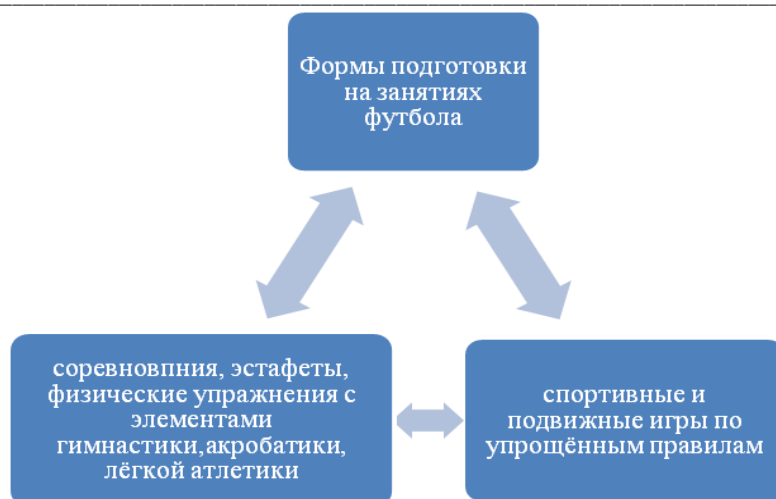 Формы подготовки
на занятиях
футбола
соревновпния, эстафеты,
физические упражнения с
элементами
гимнастики,акробатики,
лёгкой атлетики
спортивные и
подвижные игры по
упрощённым правилам